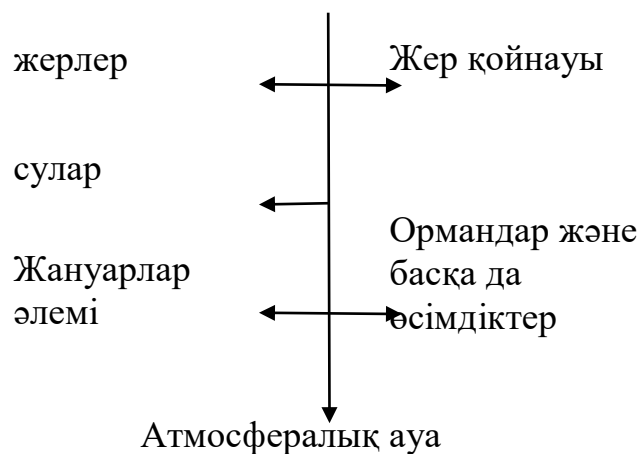 жерлер
Жер қойнауы
сулар
Жануарлар
әлемі
Ормандар және
басқа да
өсімдіктер
Атмосфералық ауа